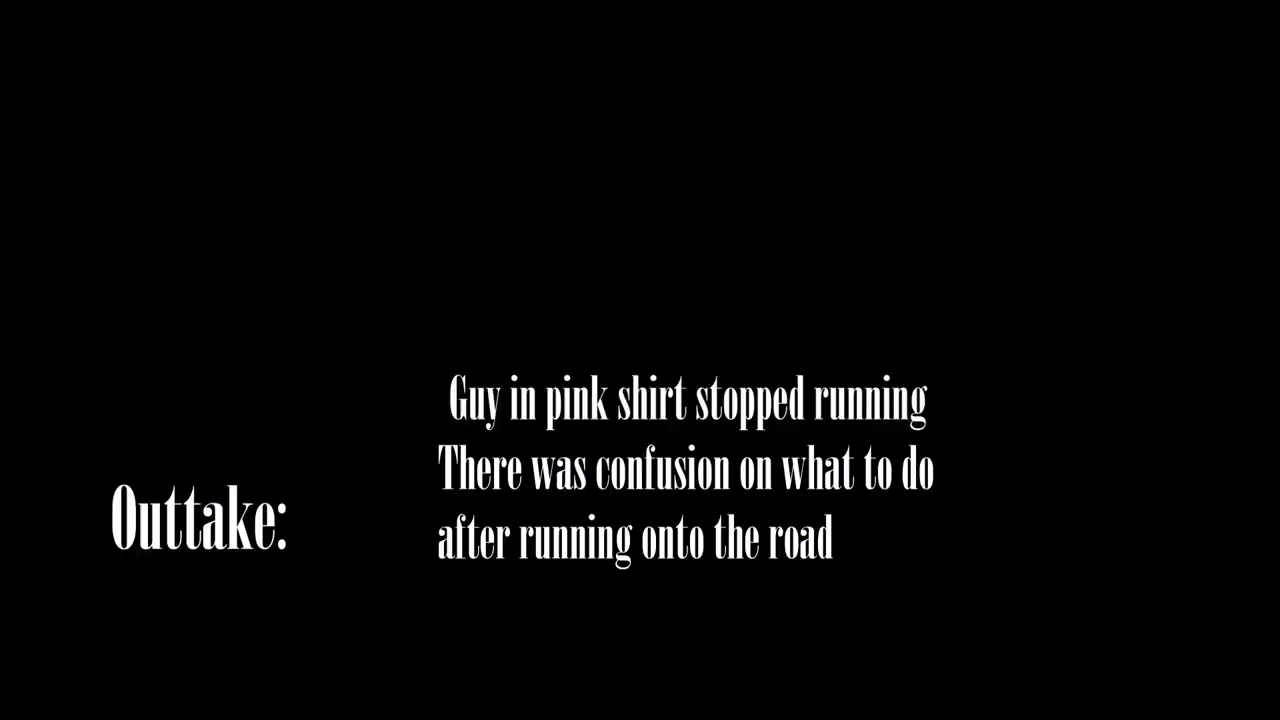 Guy in pink shirt stopped running
There was confusion on what to do
Outtake:
after running onto the road